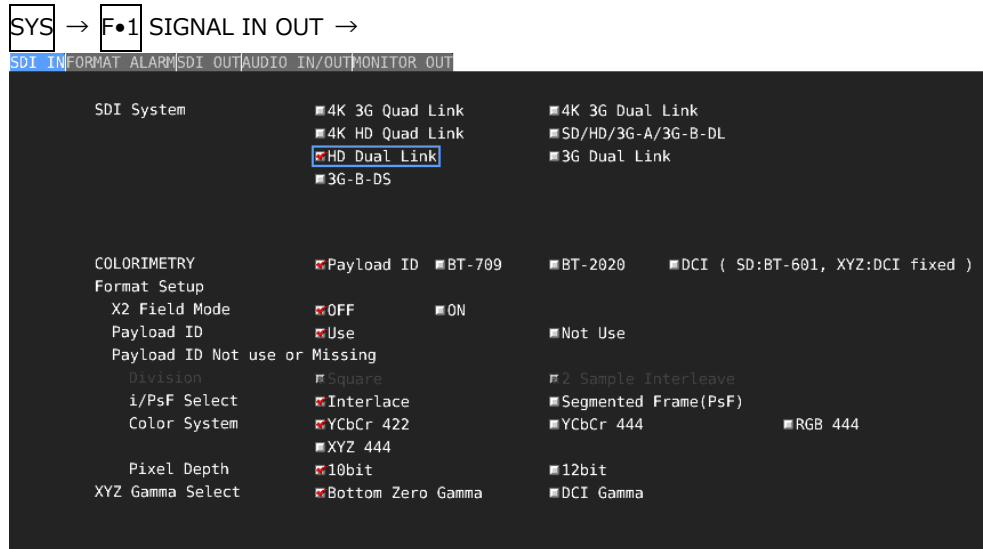 SYS → F•1 SIGNAL IN OUT →
SDI IN FORMAT ALARM SDI OUT AUDIO IN/OUT MONITOR OUT
SDI System 4K 3G Quad Link 4K 3G Dual Link
4K HD Quad Link SD/HD/3G-A/3G-B-DL
HD Dual Link 3G Dual Link
3G-B-DS
COLORIMETRY Payload ID BT-709 BT-2020 DCI ( SD:BT-601, XYZ:DCI fixed )
Format Setup
X2 Field Mode OFF ON
Payload ID Use Not Use
Payload ID Not use or Missing
Division Square 2 Sample Interleave
i/PsF Select Interlace Segmented Frame(PsF)
Color System YCbCr 422 YCbCr 444 RGB 444
XYZ 444
Pixel Depth 10bit 12bit
XYZ Gamma Select Bottom Zero Gamma DCI Gamma